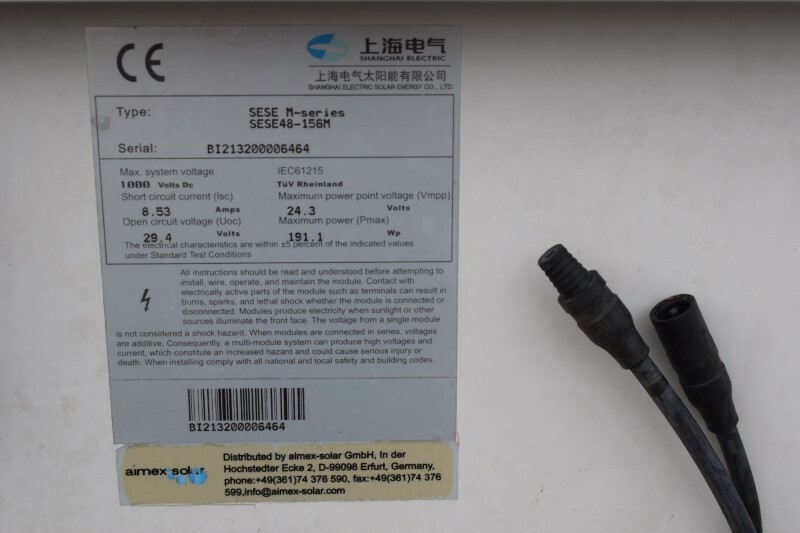 CE
上海电气
SHANGHAI ELECTRIC
上海电气太阳能有限公司
SHANGHAI ELECTRIC SOLAR ENERGY CO., LTD.
Type: SESE M-series
SESE48-156M
Serial: BI213200006464
Max. system voltage IEC61215
1000 Volts Dc TüV Rheinland
Short circuit current (Isc) Maximum power point voltage (Vmpp)
8.53 Amps 24.3 Volts
Open circuit voltage (Uoc) Maximum power (Pmax)
29.4 Volts 191.1 Wp
The electrical characteristics are within ±5 percent of the indicated values
under Standard Test Conditions
All instructions should be read and understood before attempting to
install, wire, operate, and maintain the module. Contact with
electrically active parts of the module such as terminals can result in
burns, sparks, and lethal shock whether the module is connected or
disconnected. Modules produce electricity when sunlight or other
sources illuminate the front face. The voltage from a single module
is not considered a shock hazard. When modules are connected in series, voltages
are additive. Consequently, a multi-module system can produce high voltages and
current, which constitute an increased hazard and could cause serious injury or
death. When installing comply with all national and local safety and building codes.
BI213200006464
aimex-solar
Distributed by aimex-solar GmbH, In der
Hochstedter Ecke 2, D-99098 Erfurt, Germany,
phone:+49(361)74 376 590, fax:+49(361)74 376
599,info@aimex-solar.com